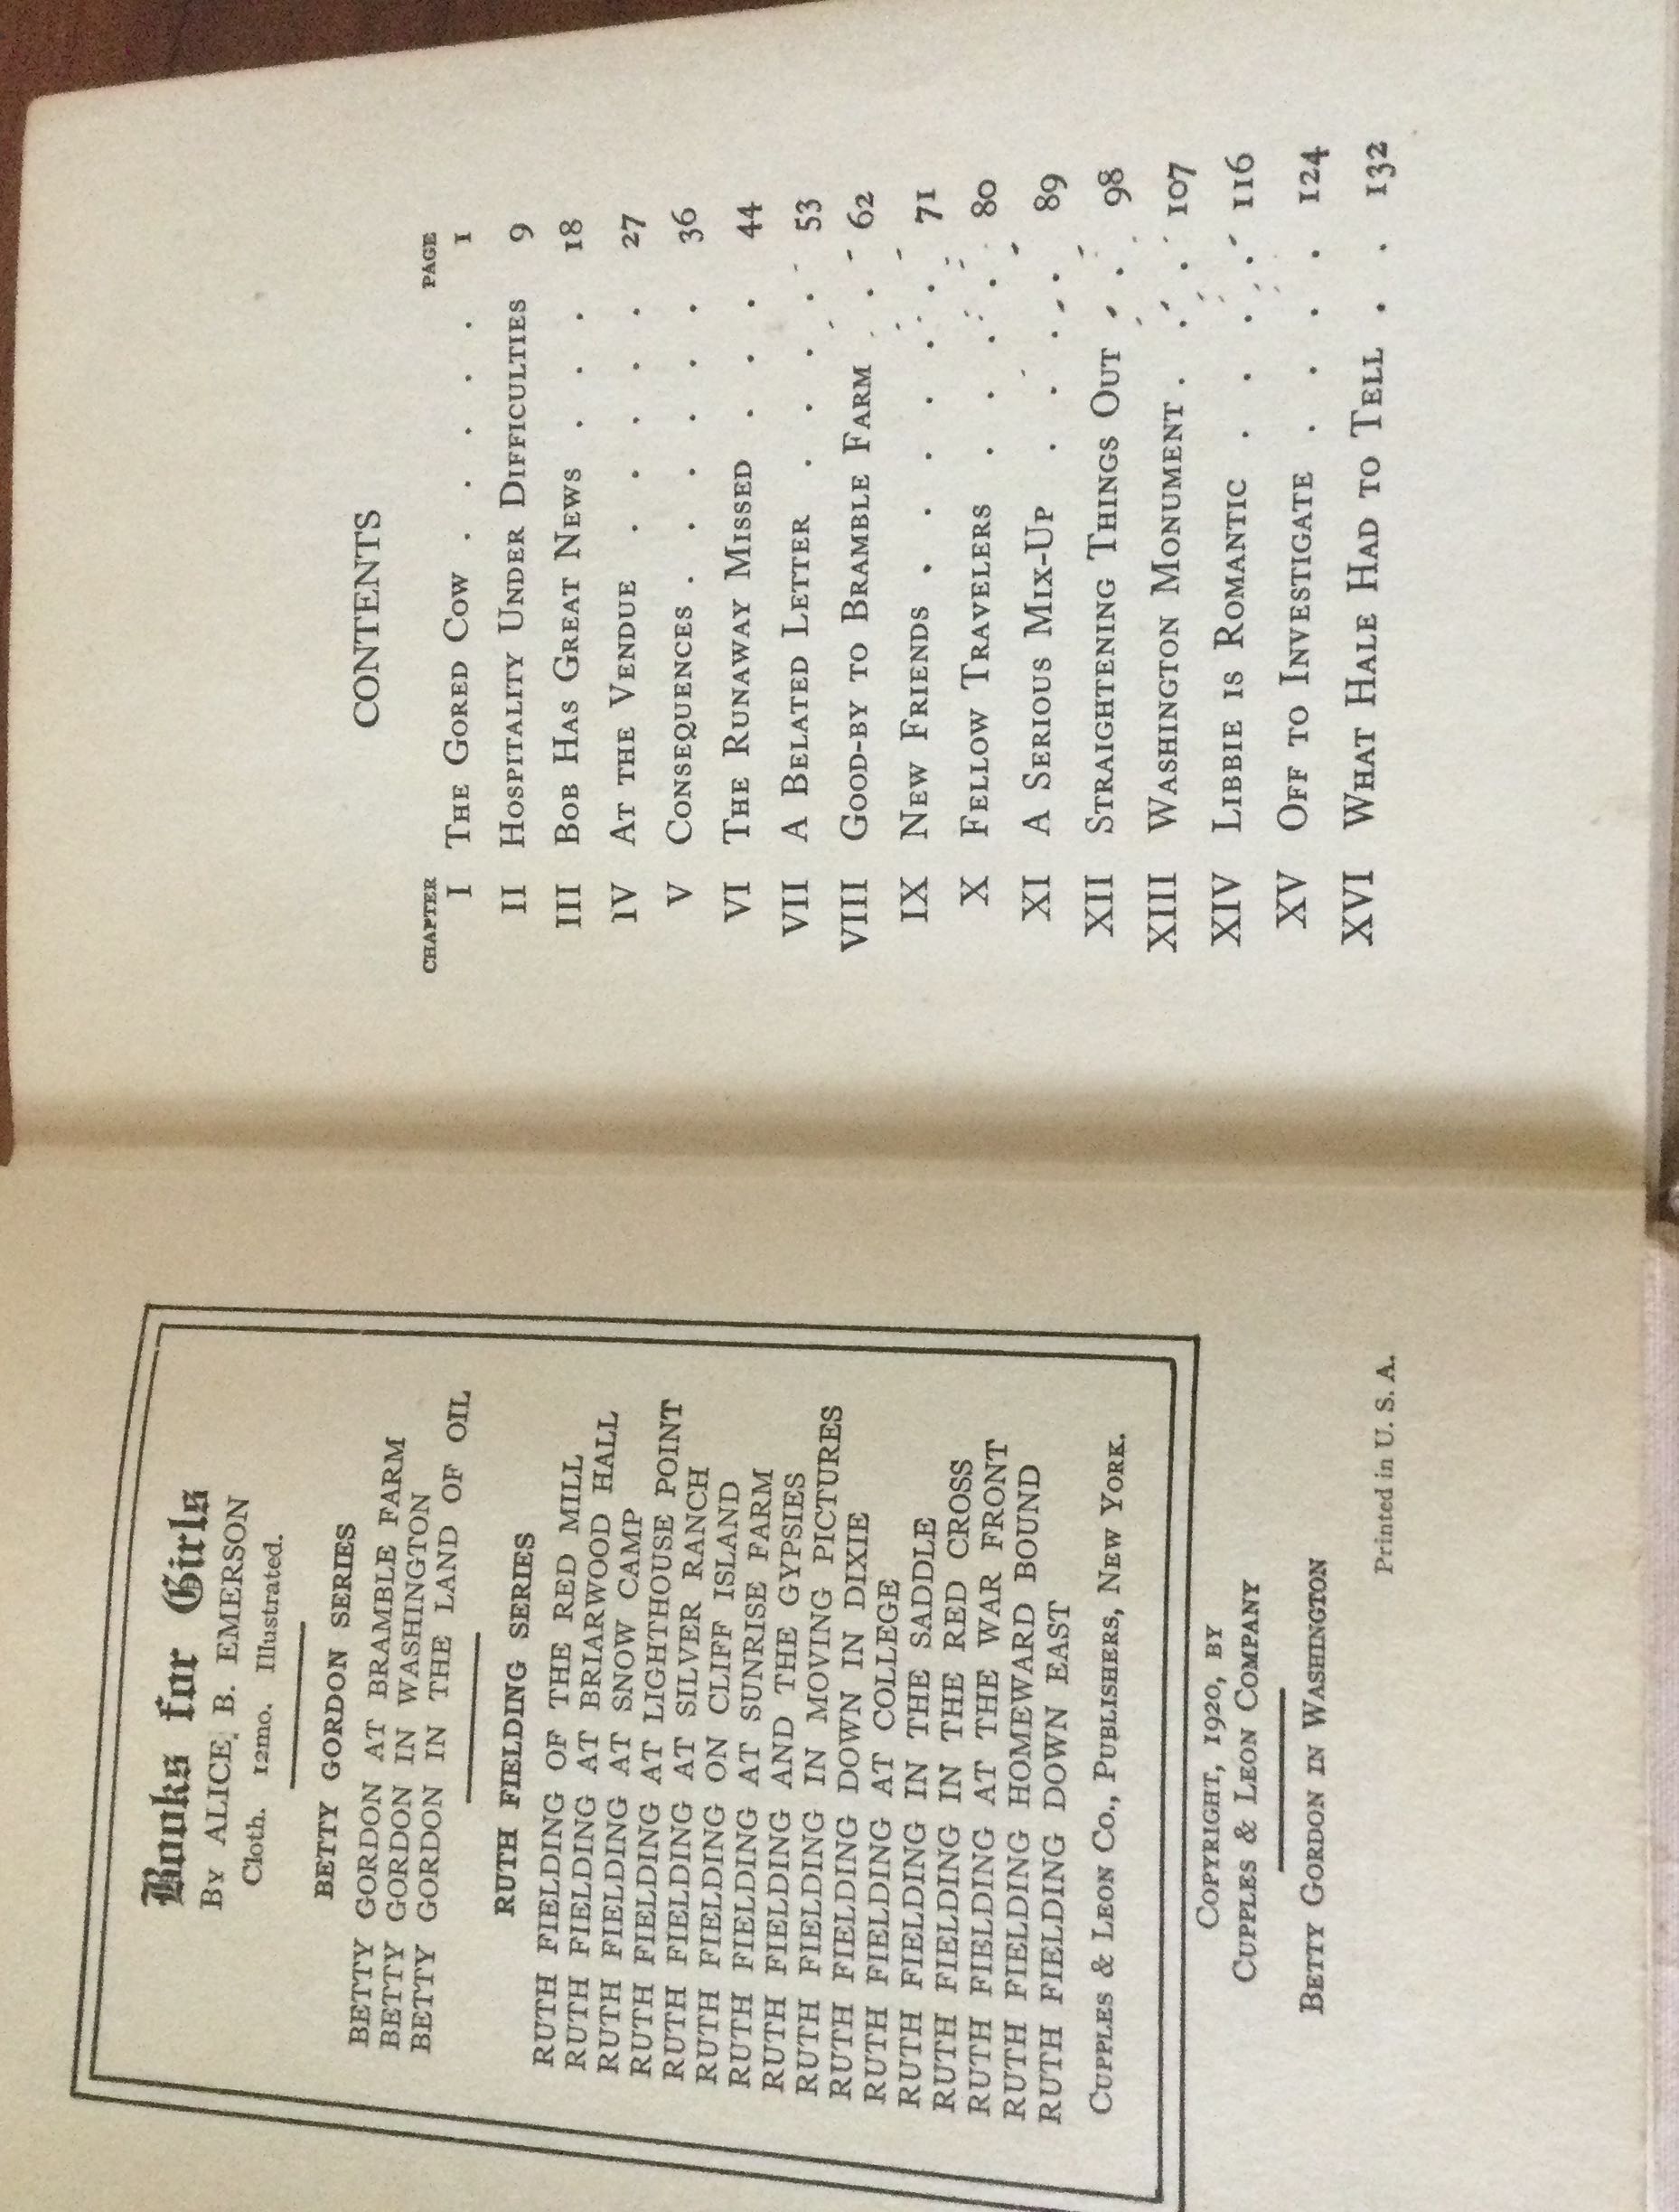 Books for Girls
By ALICE B. EMERSON
Cloth. 12mo. Illustrated.
BETTY GORDON SERIES
BETTY GORDON AT BRAMBLE FARM
BETTY GORDON IN WASHINGTON
BETTY GORDON IN THE LAND OF OIL
RUTH FIELDING SERIES
RUTH FIELDING OF THE RED MILL
RUTH FIELDING AT BRIARWOOD HALL
RUTH FIELDING AT SNOW CAMP
RUTH FIELDING AT LIGHTHOUSE POINT
RUTH FIELDING AT SILVER RANCH
RUTH FIELDING ON CLIFF ISLAND
RUTH FIELDING AT SUNRISE FARM
RUTH FIELDING AND THE GYPSIES
RUTH FIELDING IN MOVING PICTURES
RUTH FIELDING DOWN IN DIXIE
RUTH FIELDING AT COLLEGE
RUTH FIELDING IN THE SADDLE
RUTH FIELDING IN THE RED CROSS
RUTH FIELDING AT THE WAR FRONT
RUTH FIELDING HOMEWARD BOUND
RUTH FIELDING DOWN EAST
CUPPLES & LEON CO., PUBLISHERS, NEW YORK.
COPYRIGHT, 1920, BY
CUPPLES & LEON COMPANY
BETTY GORDON IN WASHINGTON
Printed in U. S. A.
CONTENTS
CHAPTER PAGE
I THE GORED COW . . . . . 1
II HOSPITALITY UNDER DIFFICULTIES 9
III BOB HAS GREAT NEWS . . . 18
IV AT THE VENDUE . . . . . 27
V CONSEQUENCES . . . . . . 36
VI THE RUNAWAY MISSED . . . 44
VII A BELATED LETTER . . . . 53
VIII GOOD-BY TO BRAMBLE FARM . . 62
IX NEW FRIENDS . . . . . . 71
X FELLOW TRAVELERS . . . . 80
XI A SERIOUS MIX-UP . . . . 89
XII STRAIGHTENING THINGS OUT . . 98
XIII WASHINGTON MONUMENT . . . 107
XIV LIBBIE IS ROMANTIC . . . . 116
XV OFF TO INVESTIGATE . . . . 124
XVI WHAT HALE HAD TO TELL . . 132